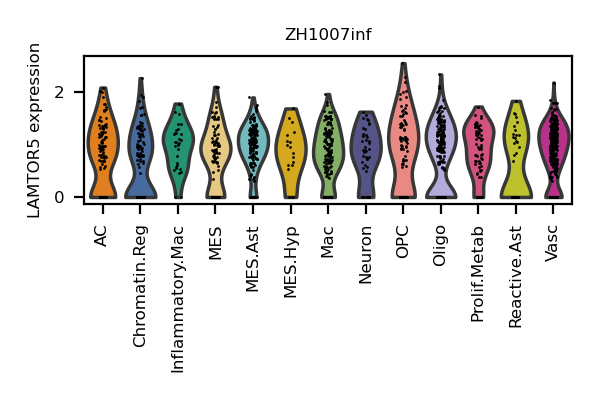 ZH1007inf
LAMTOR5 expression
2
0
AC
Chromatin.Reg
Inflammatory.Mac
MES
MES.Ast
MES.Hyp
Mac
Neuron
OPC
Oligo
Prolif.Metab
Reactive.Ast
Vasc